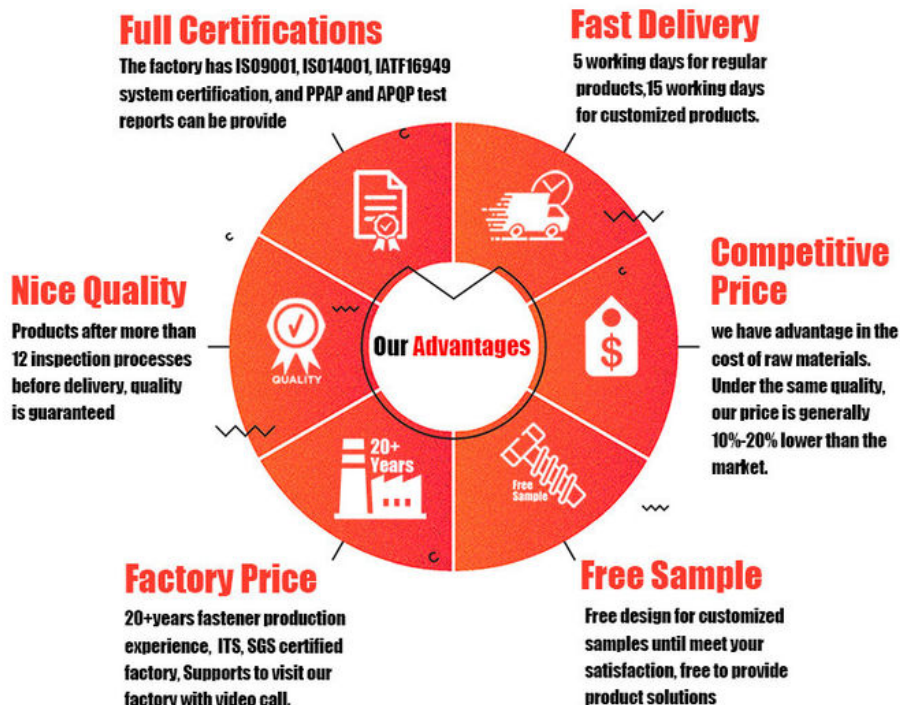 Full Certifications
The factory has ISO9001, ISO14001, IATF16949
system certification, and PPAP and APQP test
reports can be provide
Fast Delivery
5 working days for regular
products,15 working days
for customized products.
Nice Quality
Products after more than
12 inspection processes
before delivery, quality
is guaranteed
QUALITY
Our Advantages
$
Competitive
Price
we have advantage in the
cost of raw materials.
Under the same quality,
our price is generally
10%-20% lower than the
market.
20+
Years
Free
Sample
Factory Price
20+years fastener production
experience, ITS, SGS certified
factory, Supports to visit our
factory with video call.
Free Sample
Free design for customized
samples until meet your
satisfaction, free to provide
product solutions